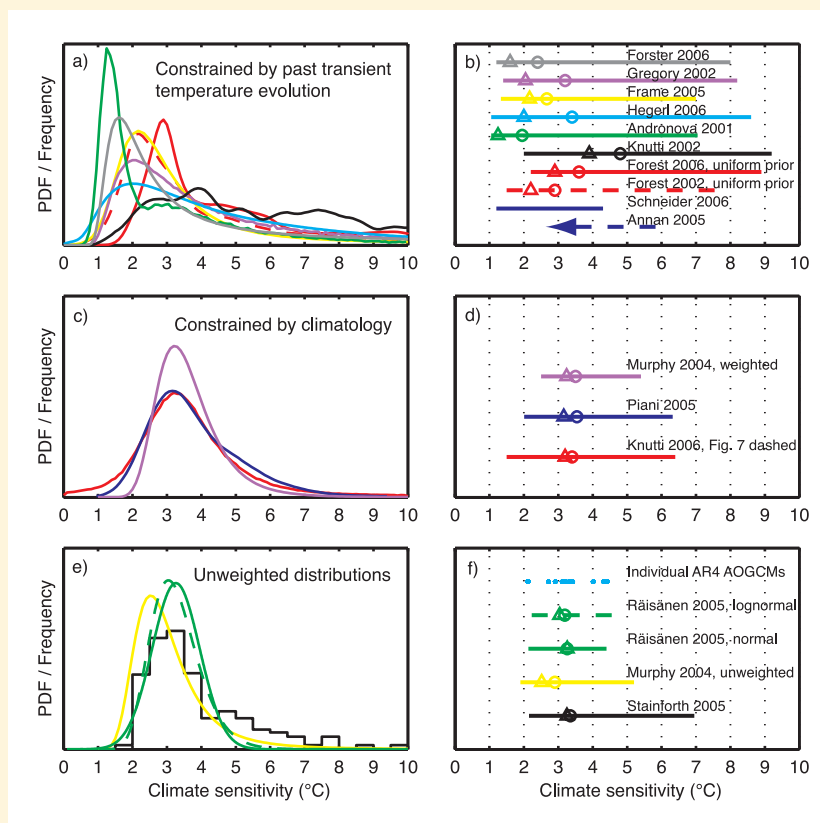 a)
Constrained by past transient
temperature evolution
PDF / Frequency
0 1 2 3 4 5 6 7 8 9 10
b)
Forster 2006
Gregory 2002
Frame 2005
Hegerl 2006
Andronova 2001
Knutti 2002
Forest 2006, uniform prior
Forest 2002, uniform prior
Schneider 2006
Annan 2005
0 1 2 3 4 5 6 7 8 9 10
c)
Constrained by climatology
PDF / Frequency
0 1 2 3 4 5 6 7 8 9 10
d)
Murphy 2004, weighted
Piani 2005
Knutti 2006, Fig. 7 dashed
0 1 2 3 4 5 6 7 8 9 10
e)
Unweighted distributions
PDF / Frequency
0 1 2 3 4 5 6 7 8 9 10
Climate sensitivity (°C)
f)
Individual AR4 AOGCMs
Räisänen 2005, lognormal
Räisänen 2005, normal
Murphy 2004, unweighted
Stainforth 2005
0 1 2 3 4 5 6 7 8 9 10
Climate sensitivity (°C)